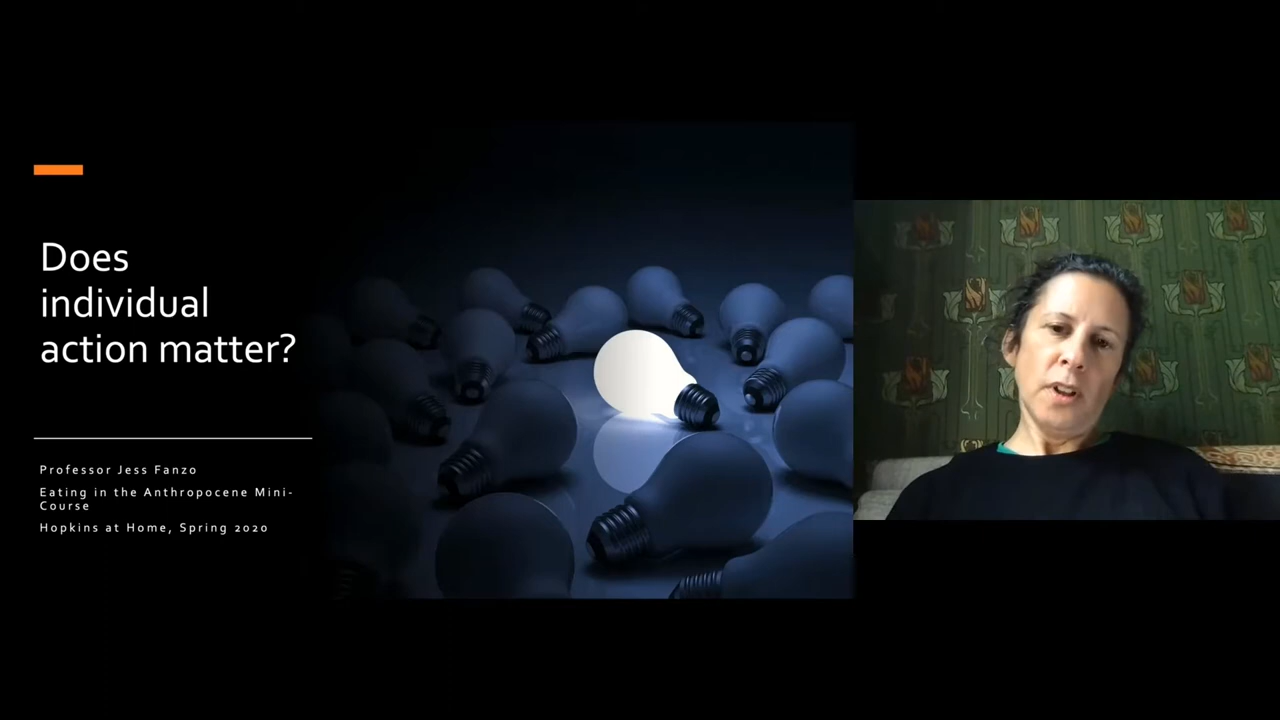 Does
individual
action matter?
Professor Jess Fanzo
Eating in the Anthropocene Mini-
Course
Hopkins at Home, Spring 2020